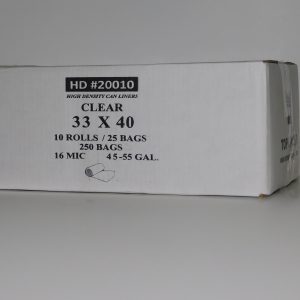 HD #20010
HIGH DENSITY CAN LINERS
CLEAR
33 X 40
10 ROLLS / 25 BAGS
250 BAGS
16 MIC 45-55 GAL.